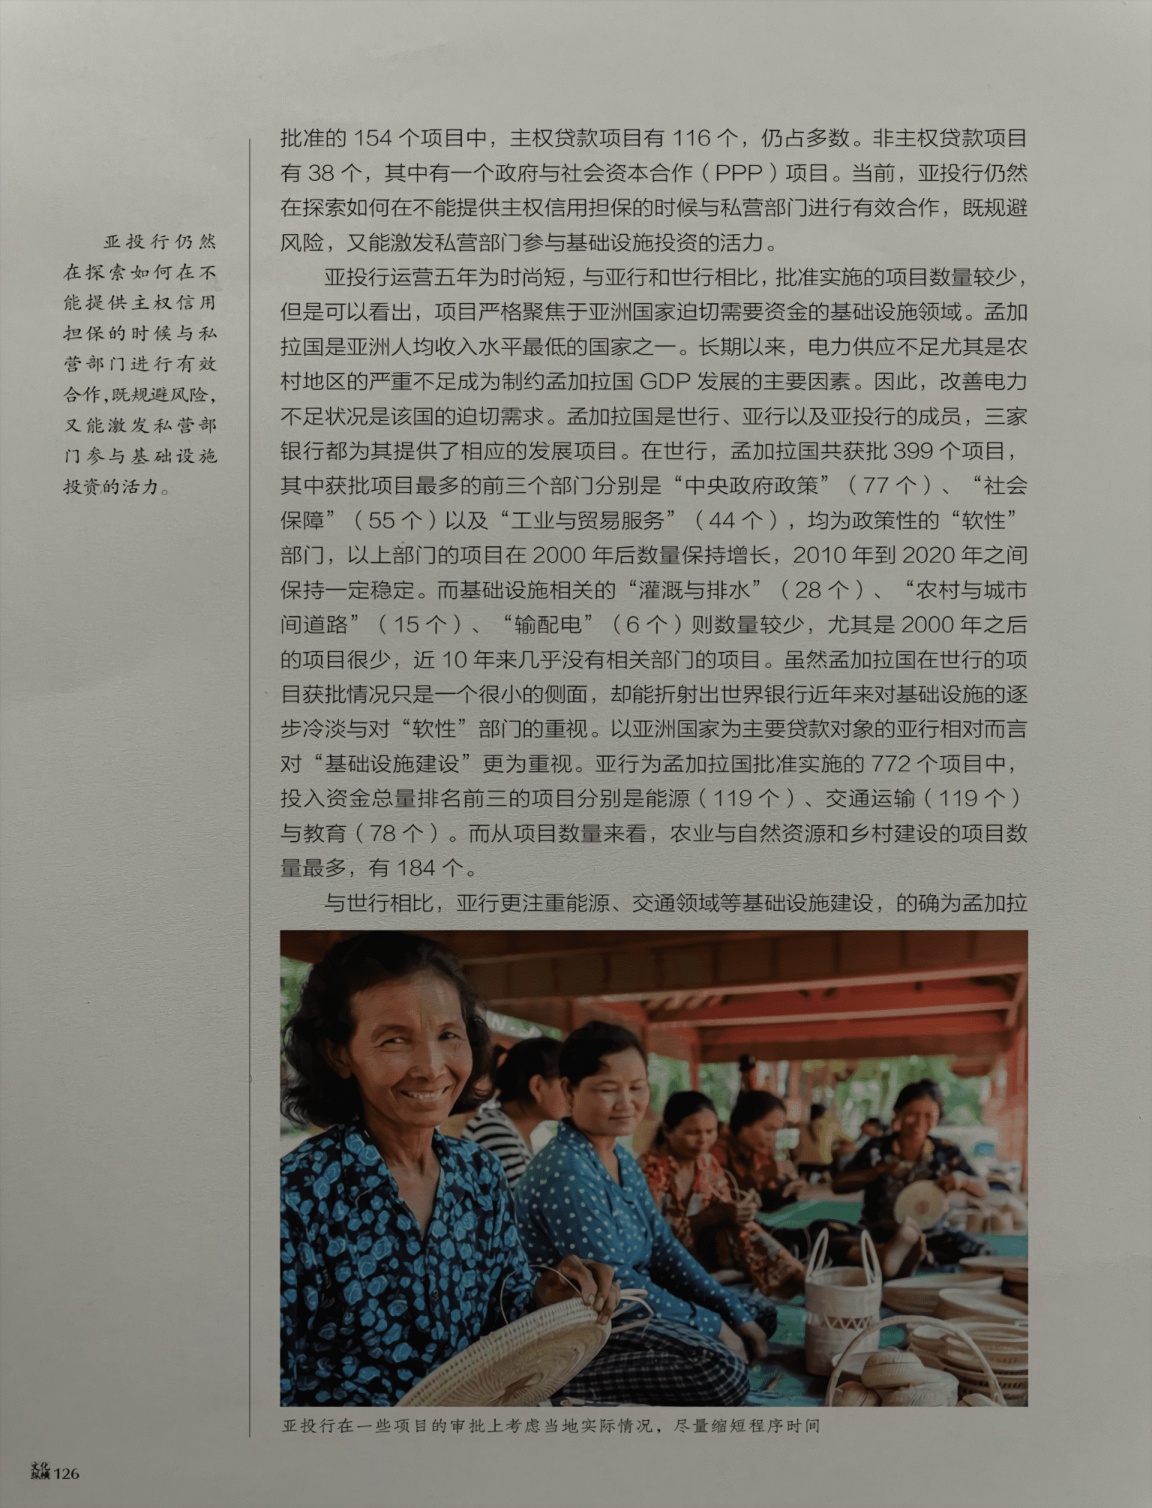 批准的 154 个项目中，主权贷款项目有 116 个，仍占多数。非主权贷款项目
有 38 个，其中有一个政府与社会资本合作（PPP）项目。当前，亚投行仍然
在探索如何在不能提供主权信用担保的时候与私营部门进行有效合作，既规避
风险，又能激发私营部门参与基础设施投资的活力。
亚投行运营五年为时尚短，与亚行和世行相比，批准实施的项目数量较少，
但是可以看出，项目严格聚焦于亚洲国家迫切需要资金的基础设施领域。孟加
拉国是亚洲人均收入水平最低的国家之一。长期以来，电力供应不足尤其是农
村地区的严重不足成为制约孟加拉国 GDP 发展的主要因素。因此，改善电力
不足状况是该国的迫切需求。孟加拉国是世行、亚行以及亚投行的成员，三家
银行都为其提供了相应的发展项目。在世行，孟加拉国共获批 399 个项目，
其中获批项目最多的前三个部门分别是“中央政府政策”（77 个）、“社会
保障”（55 个）以及“工业与贸易服务”（44 个），均为政策性的“软性”
部门，以上部门的项目在 2000 年后数量保持增长，2010 年到 2020 年之间
保持一定稳定。而基础设施相关的“灌溉与排水”（28 个）、“农村与城市
间道路”（15 个）、“输配电”（6 个）则数量较少，尤其是 2000 年之后
的项目很少，近 10 年来几乎没有相关部门的项目。虽然孟加拉国在世行的项
目获批情况只是一个很小的侧面，却能折射出世界银行近年来对基础设施的逐
步冷淡与对“软性”部门的重视。以亚洲国家为主要贷款对象的亚行相对而言
对“基础设施建设”更为重视。亚行为孟加拉国批准实施的 772 个项目中，
投入资金总量排名前三的项目分别是能源（119 个）、交通运输（119 个）
与教育（78 个）。而从项目数量来看，农业与自然资源和乡村建设的项目数
量最多，有 184 个。
与世行相比，亚行更注重能源、交通领域等基础设施建设，的确为孟加拉
亚投行仍然
在探索如何在不
能提供主权信用
担保的时候与私
营部门进行有效
合作，既规避风险，
又能激发私营部
门参与基础设施
投资的活力。
亚投行在一些项目的审批上考虑当地实际情况，尽量缩短程序时间
文化
纵横 126